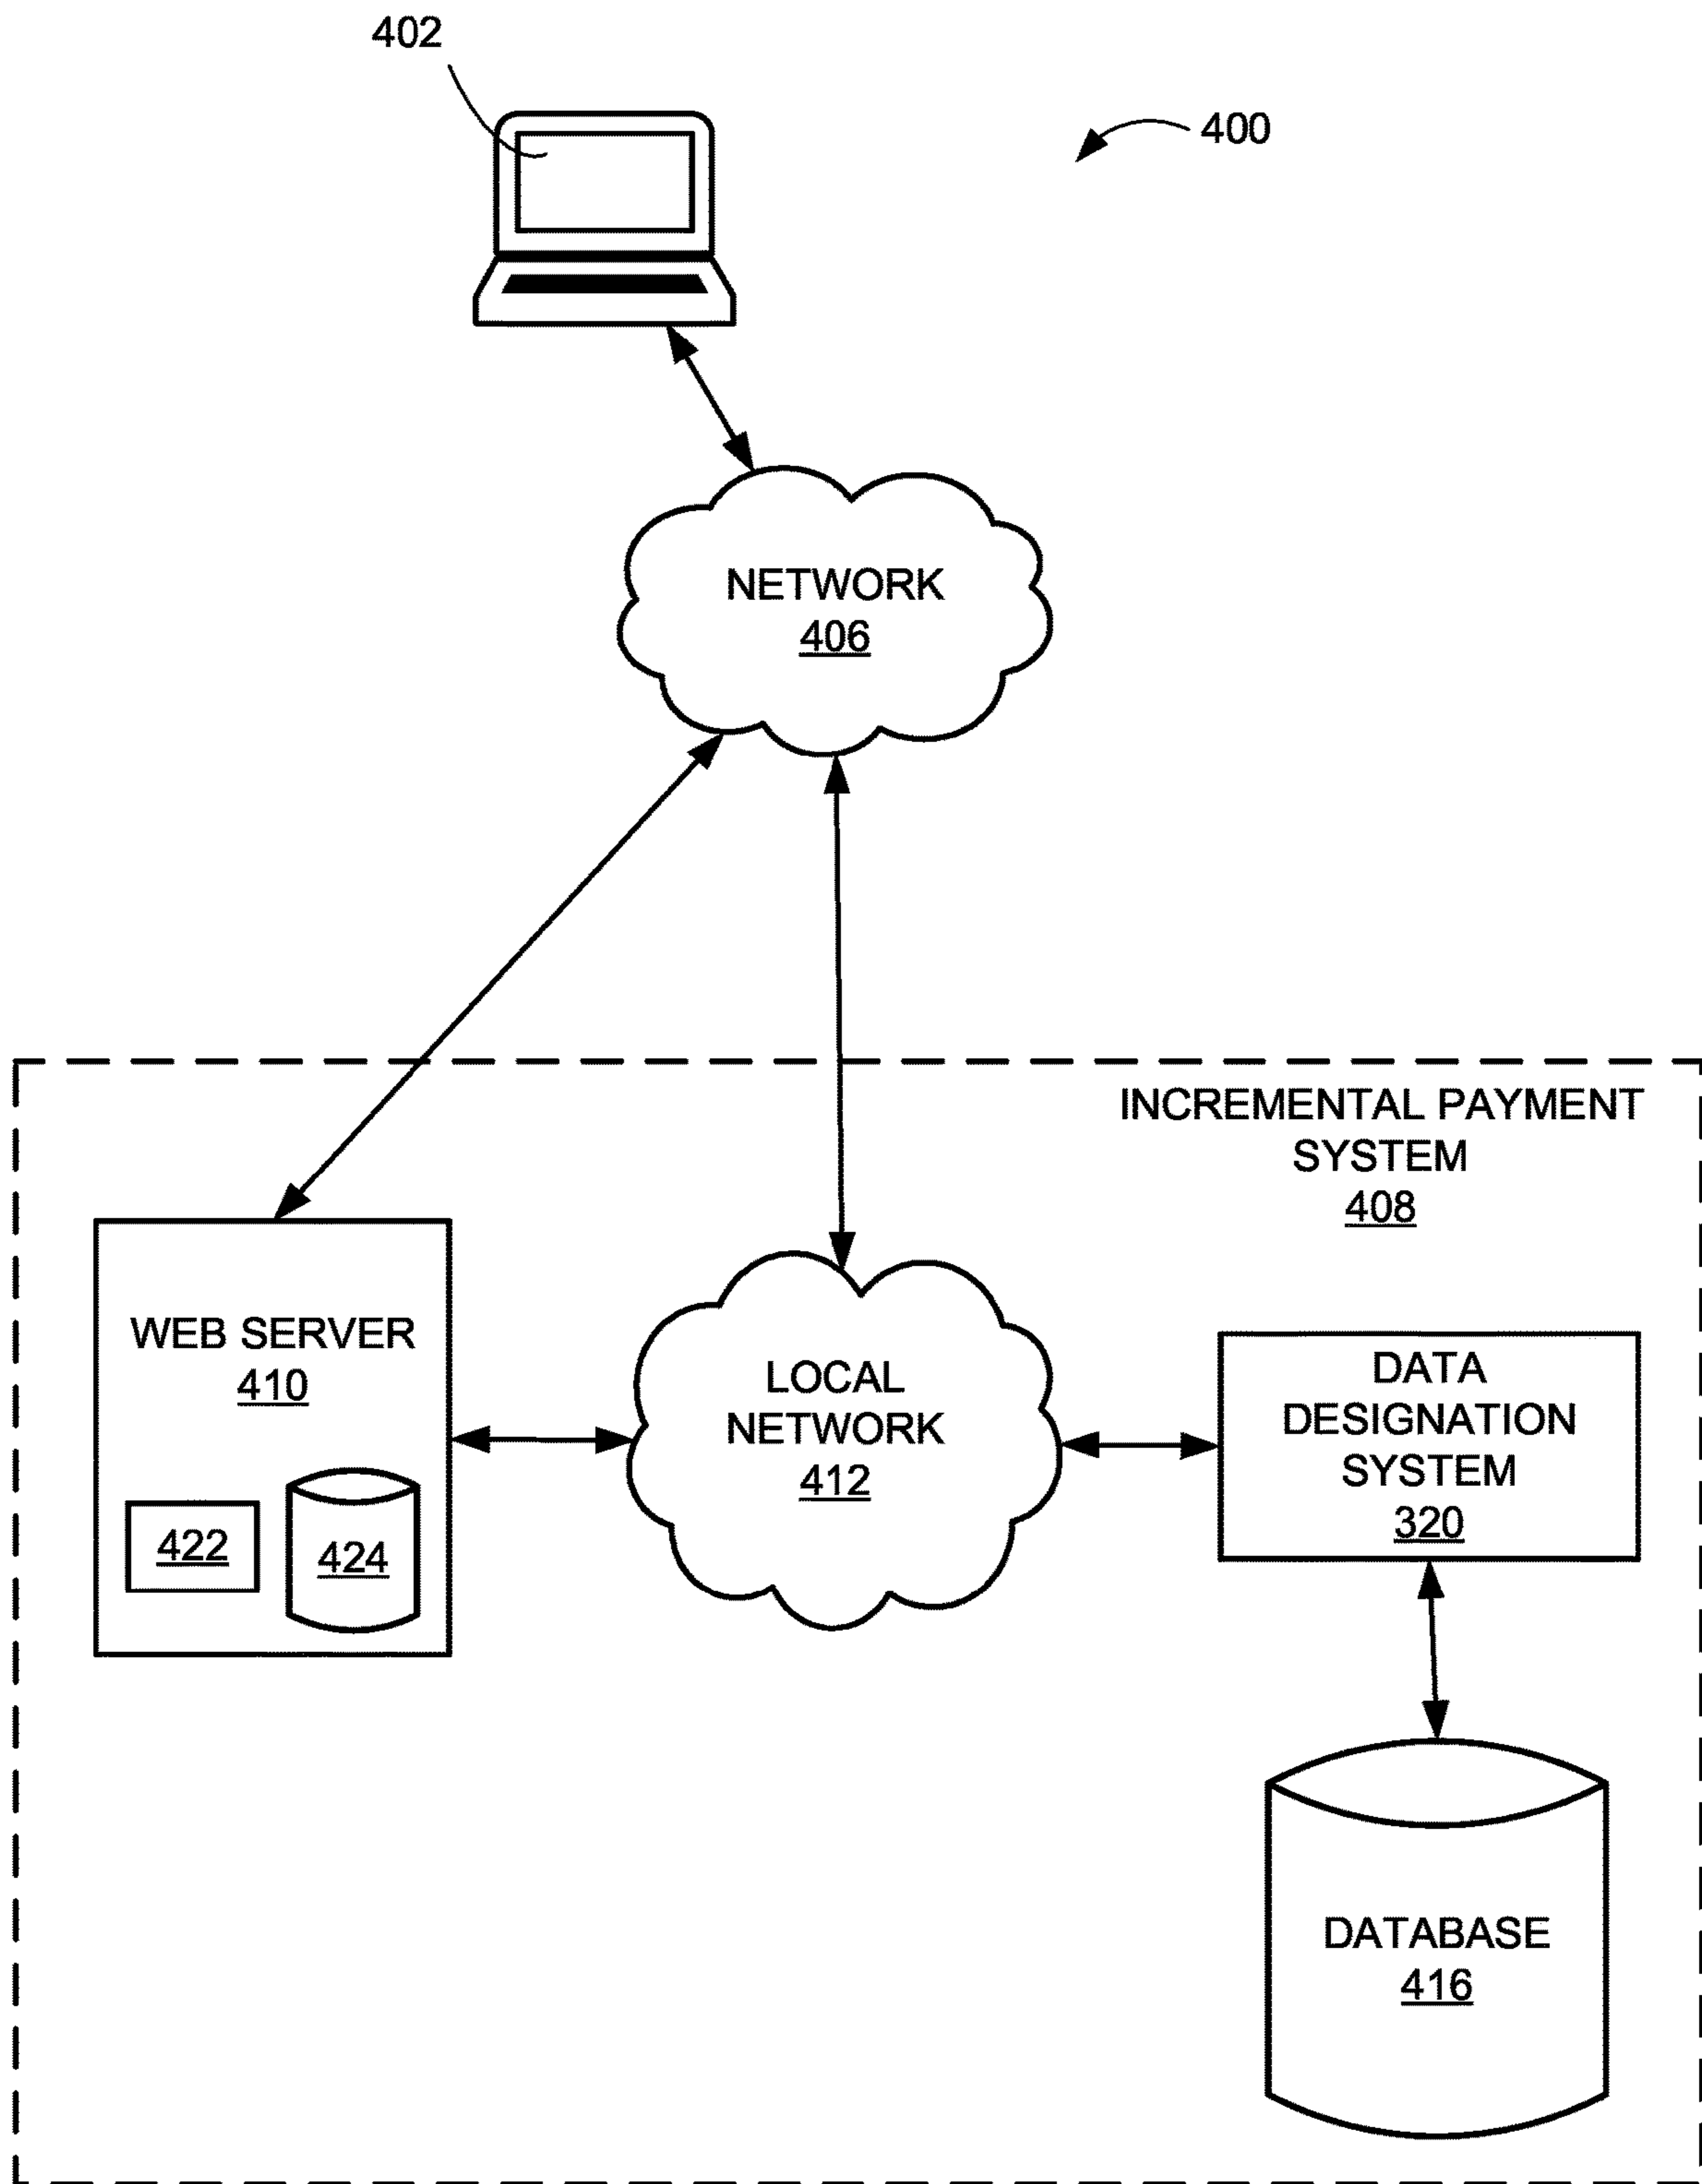 402
400
NETWORK
406
INCREMENTAL PAYMENT
SYSTEM
408
WEB SERVER
410
422
424
LOCAL
NETWORK
412
DATA
DESIGNATION
SYSTEM
320
DATABASE
416